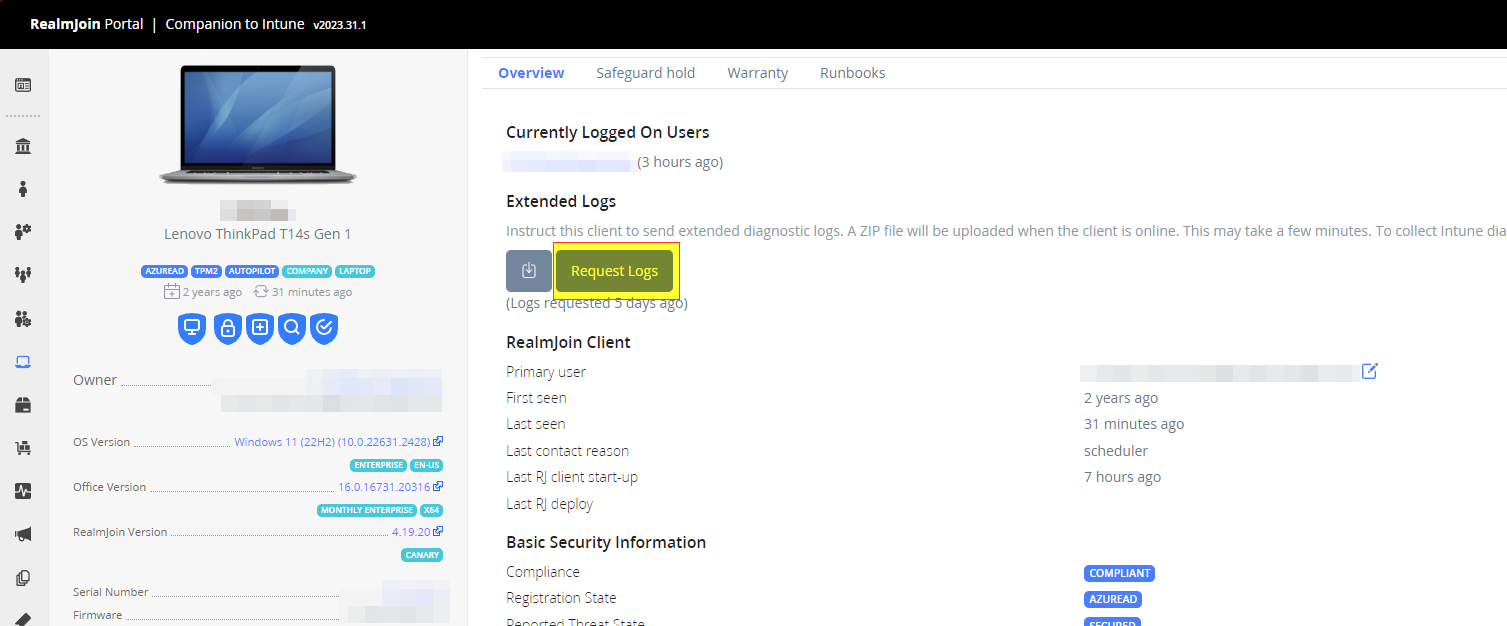 RealmJoin Portal | Companion to Intune v2023.31.1
Overview Safeguard hold Warranty Runbooks
Lenovo ThinkPad T14s Gen 1
AZUREAD TPM2 AUTOPILOT COMPANY LAPTOP
2 years ago 31 minutes ago
Owner
OS Version Windows 11 (22H2) (10.0.22631.2428)
ENTERPRISE EN-US
Office Version 16.0.16731.20316
MONTHLY ENTERPRISE X64
RealmJoin Version 4.19.20
CANARY
Serial Number
Firmware
Currently Logged On Users
(3 hours ago)
Extended Logs
Instruct this client to send extended diagnostic logs. A ZIP file will be uploaded when the client is online. This may take a few minutes. To collect Intune dia
Request Logs
(Logs requested 5 days ago)
RealmJoin Client
Primary user
First seen 2 years ago
Last seen 31 minutes ago
Last contact reason scheduler
Last RJ client start-up 7 hours ago
Last RJ deploy
Basic Security Information
Compliance COMPLIANT
Registration State AZUREAD
Reported Threat State SECURED